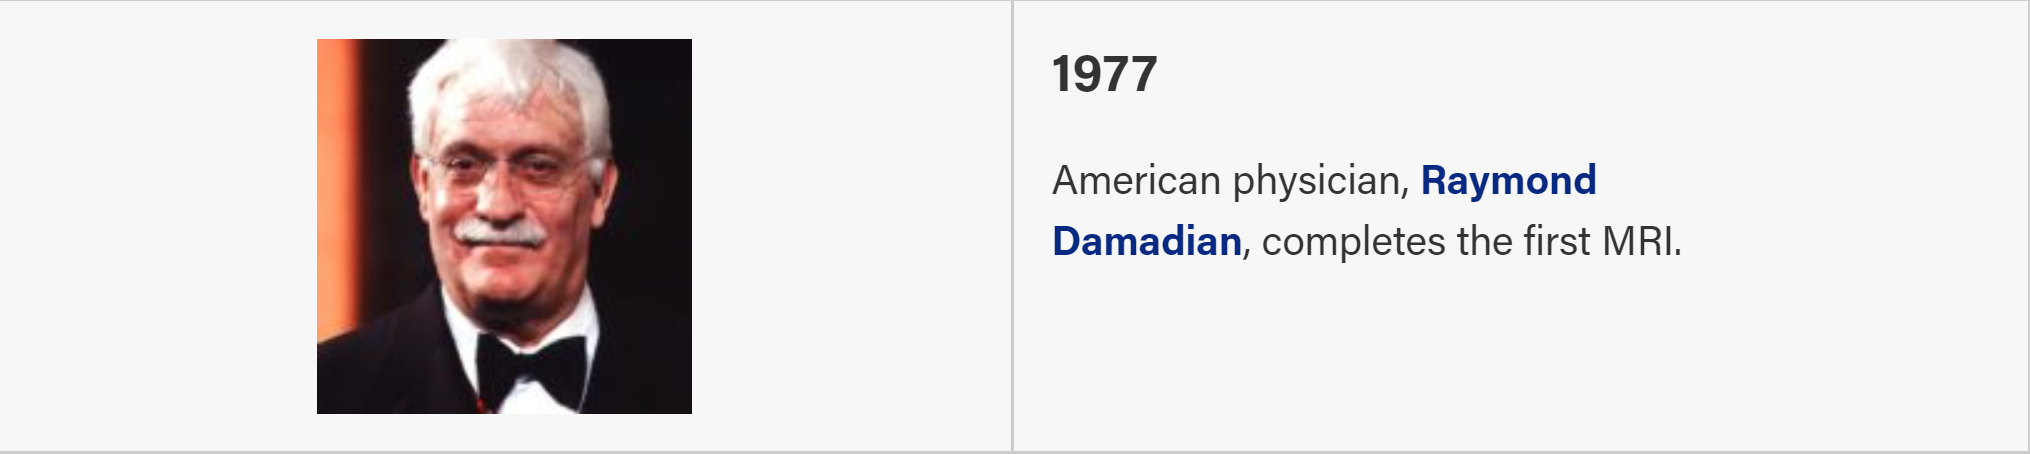 1977
American physician, Raymond
Damadian, completes the first MRI.